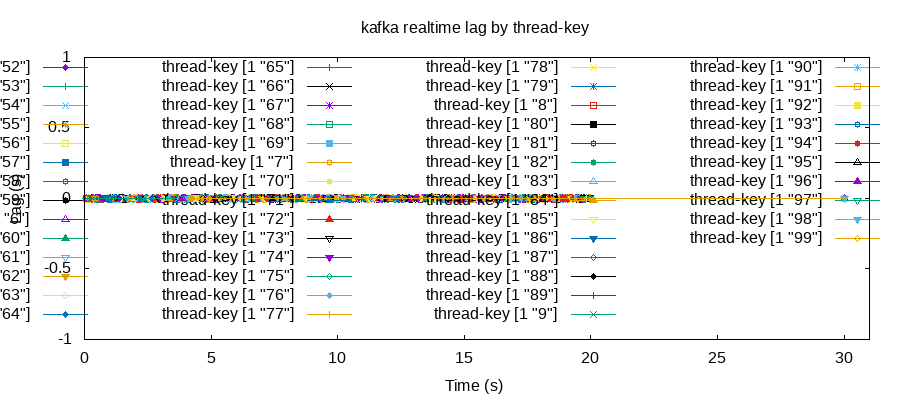 kafka realtime lag by thread-key
"52"]
"53"]
"54"]
"55"]
"56"]
"57"]
"60"]
"61"]
"62"]
"63"]
"64"]
thread-key [1 "65"]
thread-key [1 "66"]
thread-key [1 "67"]
thread-key [1 "68"]
thread-key [1 "69"]
thread-key [1 "7"]
thread-key [1 "70"]
thread-key [1 "72"]
thread-key [1 "73"]
thread-key [1 "74"]
thread-key [1 "75"]
thread-key [1 "76"]
thread-key [1 "77"]
thread-key [1 "78"]
thread-key [1 "79"]
thread-key [1 "8"]
thread-key [1 "80"]
thread-key [1 "81"]
thread-key [1 "82"]
thread-key [1 "83"]
thread-key [1 "85"]
thread-key [1 "86"]
thread-key [1 "87"]
thread-key [1 "88"]
thread-key [1 "89"]
thread-key [1 "9"]
thread-key [1 "90"]
thread-key [1 "91"]
thread-key [1 "92"]
thread-key [1 "93"]
thread-key [1 "94"]
thread-key [1 "95"]
thread-key [1 "96"]
thread-key [1 "97"]
thread-key [1 "98"]
thread-key [1 "99"]
1
0.5
0
-0.5
-1
Lag (s)
0 5 10 15 20 25 30
Time (s)